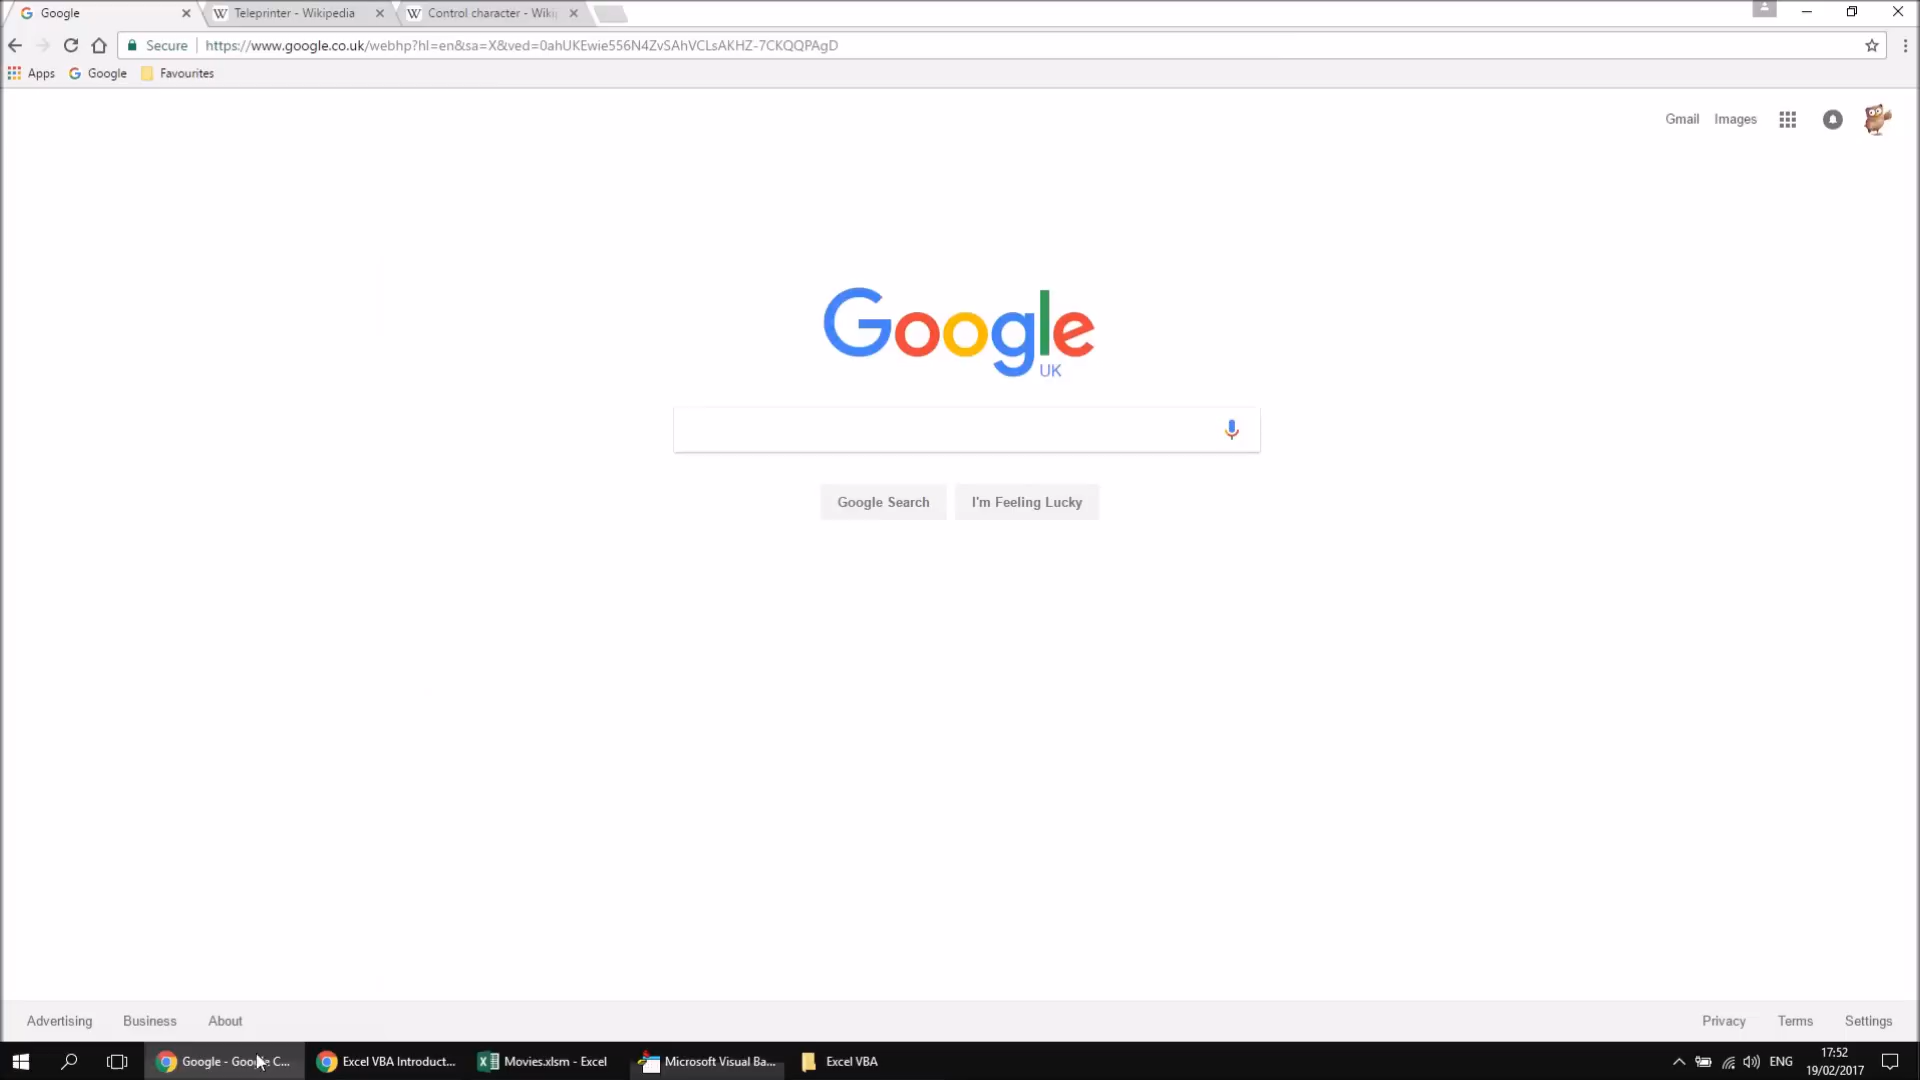 Google
Teleprinter - Wikipedia
Control character - Wiki
Secure
https://www.google.co.uk/webhp?hl=en&sa=X&ved=0ahUKEwie556N4ZvSAhVCLsAKHZ-7CKQQPAgD
Apps
Google
Favourites
Gmail
Images
Google
UK
Google Search
I'm Feeling Lucky
Advertising
Business
About
Privacy
Terms
Settings
Google - Google C...
Excel VBA Introduct...
Movies.xlsm - Excel
Microsoft Visual Ba...
Excel VBA
ENG
17:52
19/02/2017